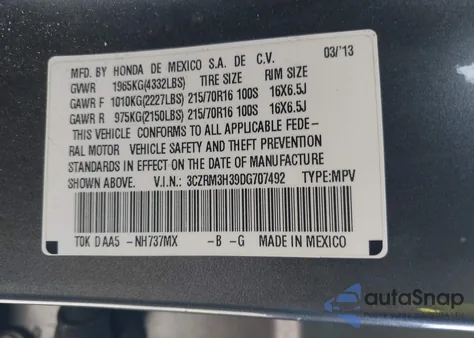 MFD. BY HONDA DE MEXICO S.A. DE C.V. 03/'13
GVWR 1965KG(4332LBS) TIRE SIZE RIM SIZE
GAWR F 1010KG(2227LBS) 215/70R16 100S 16X6.5J
GAWR R 975KG(2150LBS) 215/70R16 100S 16X6.5J
THIS VEHICLE CONFORMS TO ALL APPLICABLE FEDE-
RAL MOTOR VEHICLE SAFETY AND THEFT PREVENTION
STANDARDS IN EFFECT ON THE DATE OF MANUFACTURE
SHOWN ABOVE. V.I.N.: 3CZRM3H39DG707492 TYPE:MPV
T0K D AA5 -NH737MX -B -G MADE IN MEXICO
autoSnap